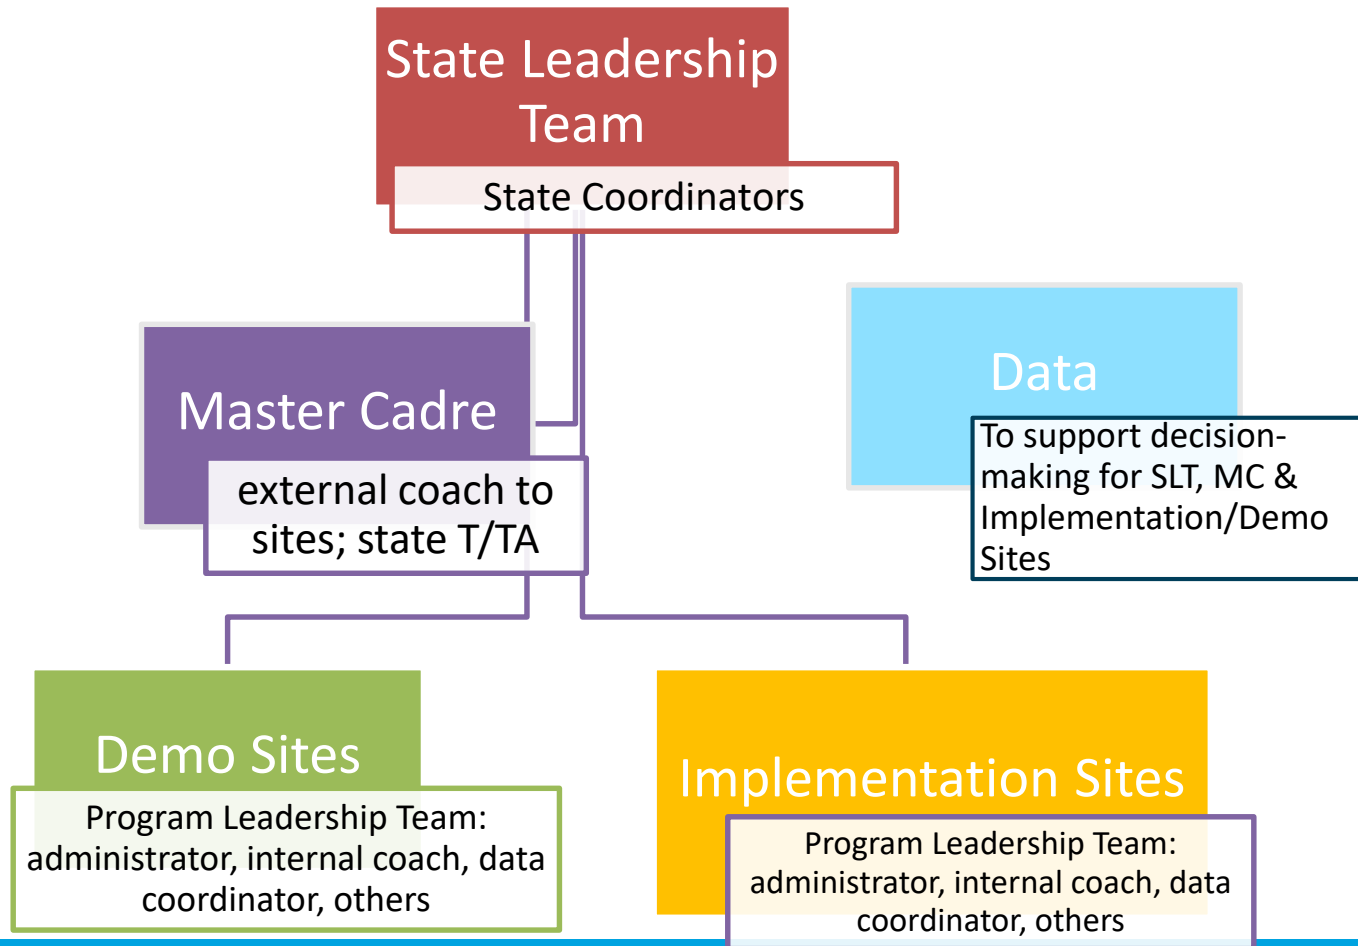 State Leadership
Team
State Coordinators
Master Cadre
external coach to
sites; state T/TA
Data
To support decision-
making for SLT, MC &
Implementation/Demo
Sites
Demo Sites
Program Leadership Team:
administrator, internal coach, data
coordinator, others
Implementation Sites
Program Leadership Team:
administrator, internal coach, data
coordinator, others